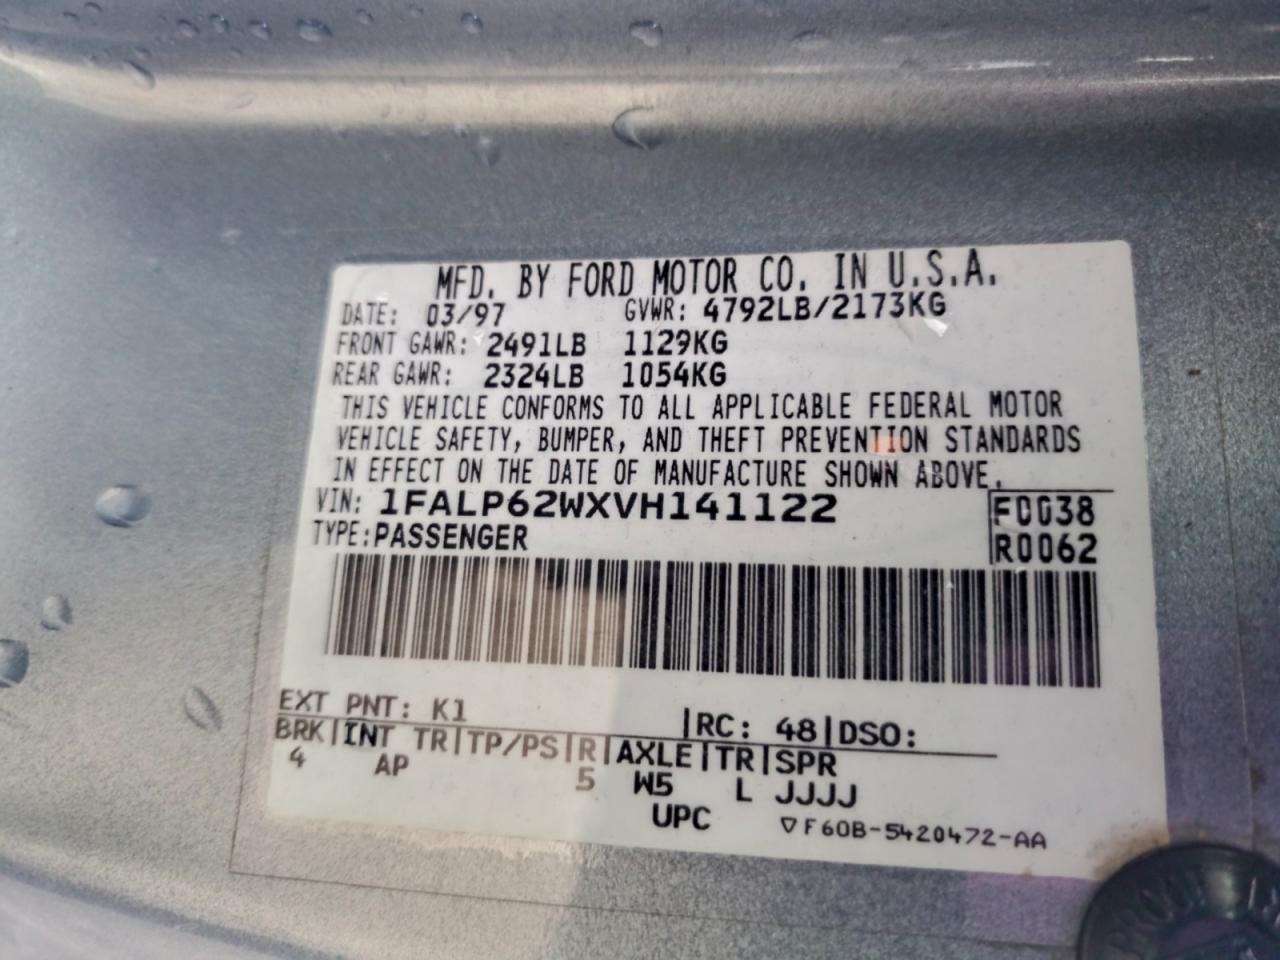 MFD. BY FORD MOTOR CO. IN U.S.A.
DATE: 03/97 GVWR: 4792LB/2173KG
FRONT GAWR: 2491LB 1129KG
REAR GAWR: 2324LB 1054KG
THIS VEHICLE CONFORMS TO ALL APPLICABLE FEDERAL MOTOR
VEHICLE SAFETY, BUMPER, AND THEFT PREVENTION STANDARDS
IN EFFECT ON THE DATE OF MANUFACTURE SHOWN ABOVE.
VIN: 1FALP62WXVH141122 F0038
TYPE: PASSENGER R0062
EXT PNT: K1 |RC: 48|DSO:
BRK|INT TR|TP/PS|R|AXLE|TR|SPR
4 AP 5 W5 L JJJJ
UPC ▽F60B-5420472-AA